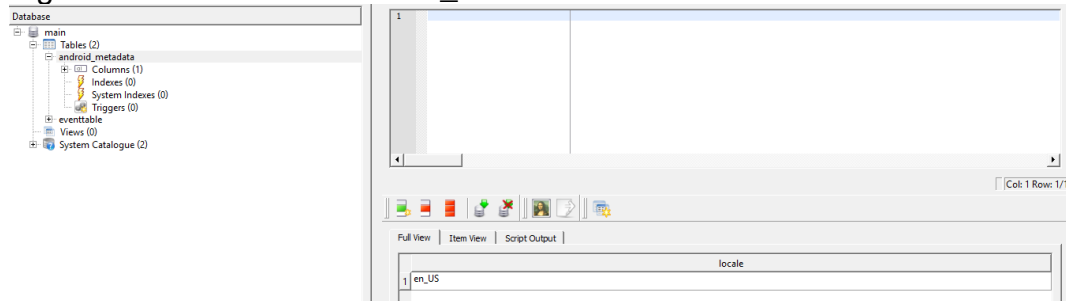 Database
main
Tables (2)
android_metadata
Columns (1)
Indexes (0)
System Indexes (0)
Triggers (0)
eventtable
Views (0)
System Catalogue (2)
1
Col: 1 Row: 1/1
Full View Item View Script Output
locale
1 en_US